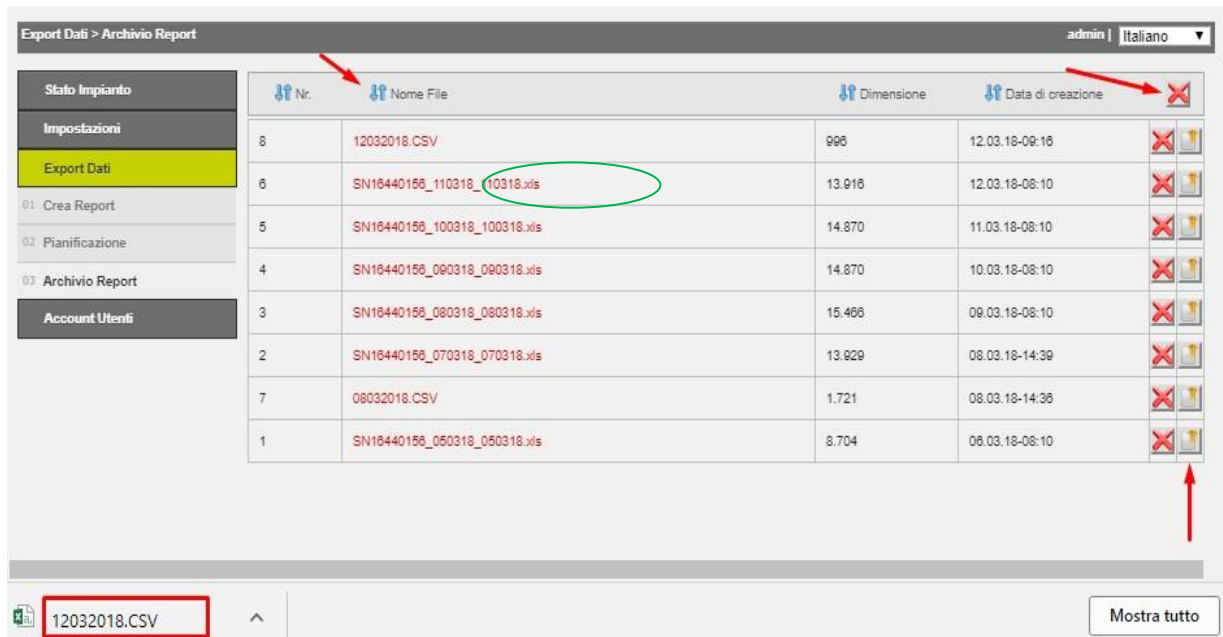 Export Dati > Archivio Report
admin | Italiano
Stato Impianto
Impostazioni
Export Dati
01 Crea Report
02 Pianificazione
03 Archivio Report
Account Utenti
Nr. Nome File Dimensione Data di creazione
8 12032018.CSV 996 12.03.18-09:16
6 SN16440156_110318_110318.xls 13.916 12.03.18-08:10
5 SN16440156_100318_100318.xls 14.870 11.03.18-08:10
4 SN16440156_090318_090318.xls 14.870 10.03.18-08:10
3 SN16440156_080318_080318.xls 15.466 09.03.18-08:10
2 SN16440156_070318_070318.xls 13.929 08.03.18-14:39
7 08032018.CSV 1.721 08.03.18-14:36
1 SN16440156_050318_050318.xls 8.704 06.03.18-08:10
12032018.CSV
Mostra tutto